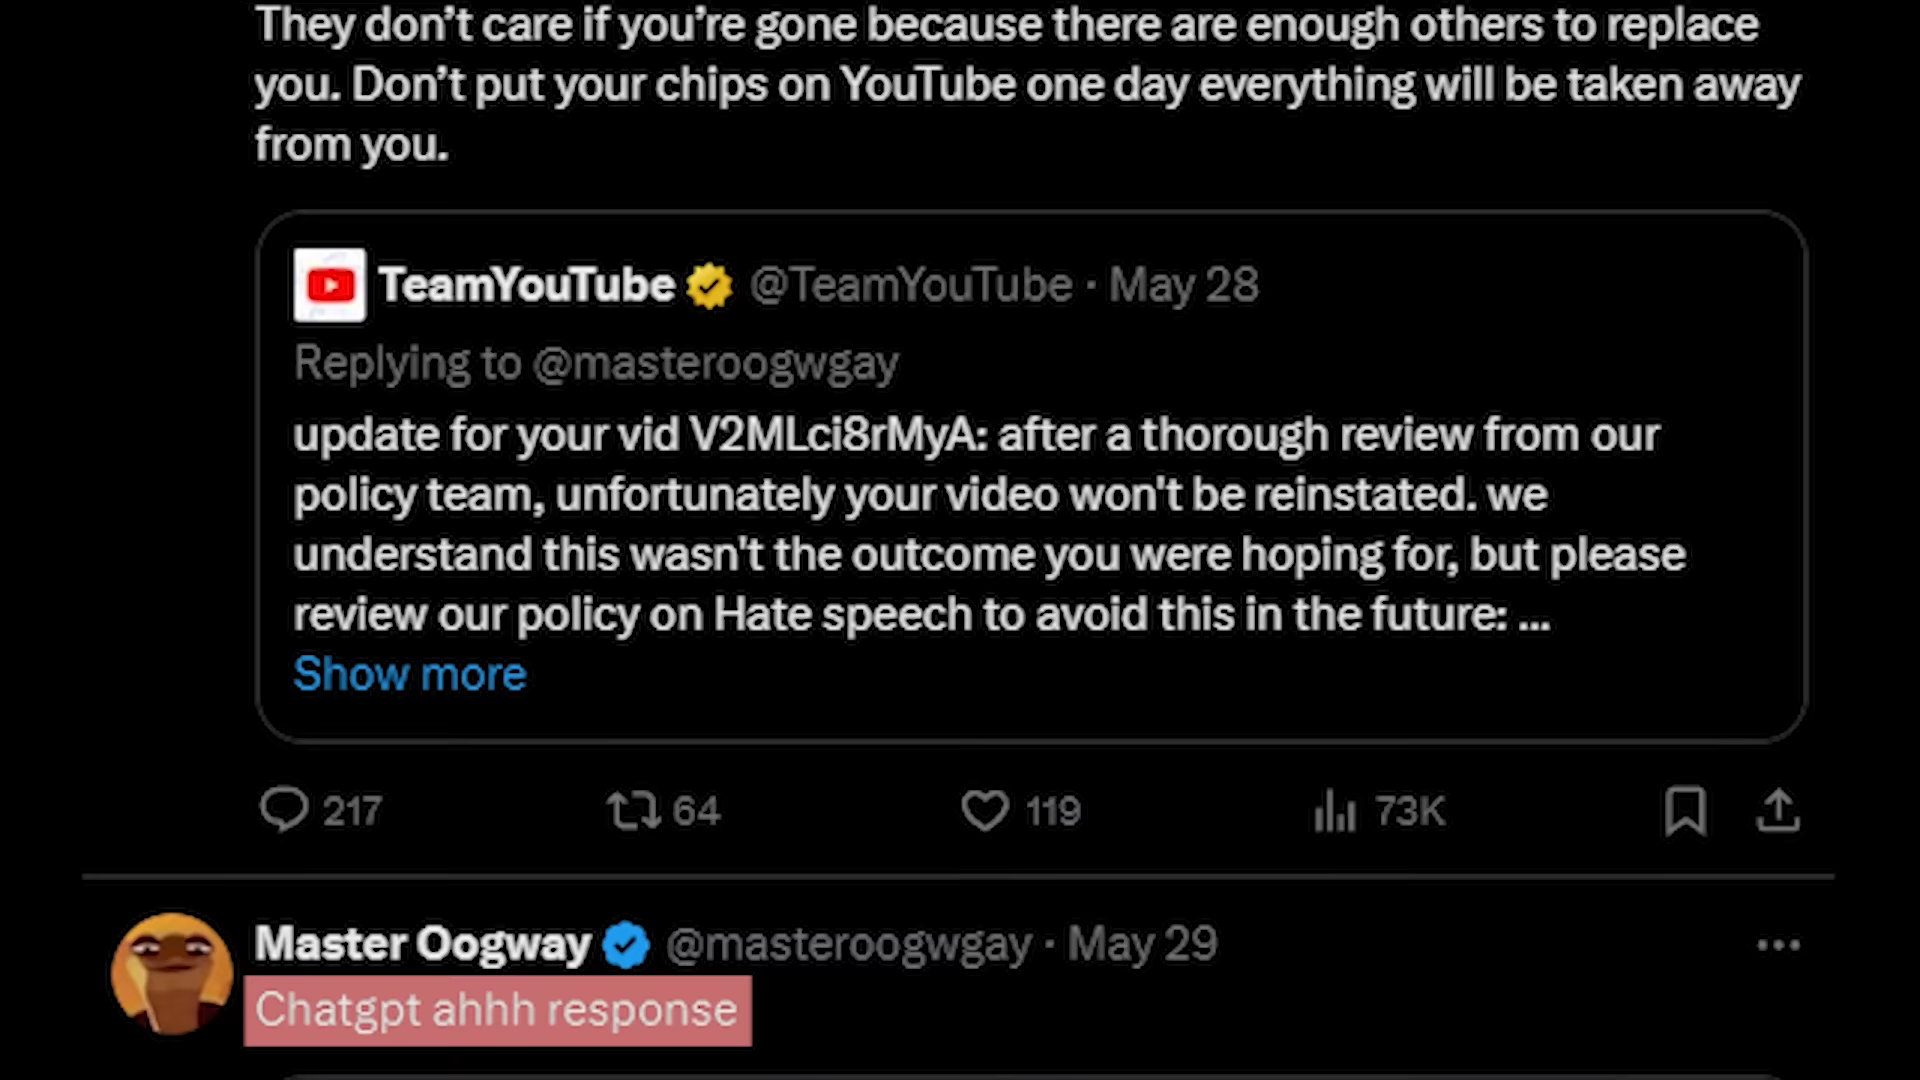 They don’t care if you’re gone because there are enough others to replace
you. Don’t put your chips on YouTube one day everything will be taken away
from you.
TeamYouTube @TeamYouTube · May 28
Replying to @masteroogwgay
update for your vid V2MLci8rMyA: after a thorough review from our
policy team, unfortunately your video won't be reinstated. we
understand this wasn't the outcome you were hoping for, but please
review our policy on Hate speech to avoid this in the future: ...
Show more
217 64 119 73K
Master Oogway @masteroogwgay · May 29
Chatgpt ahhh response